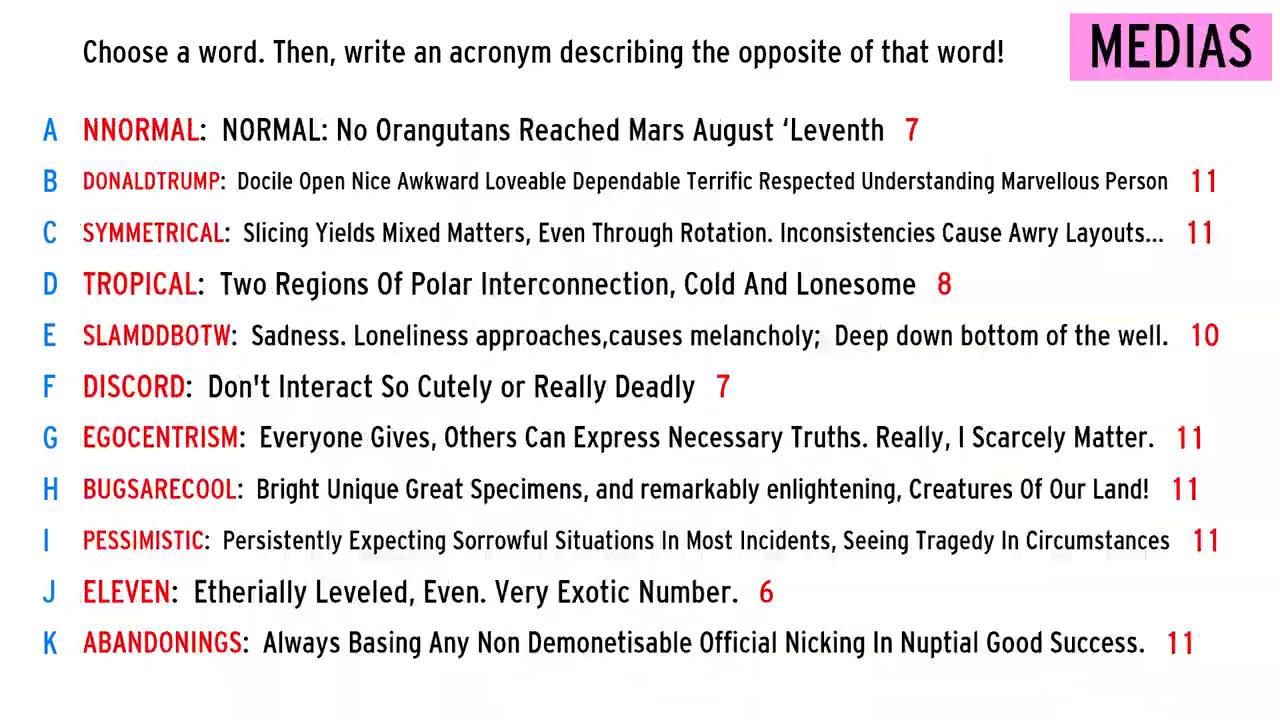 Choose a word. Then, write an acronym describing the opposite of that word!
MEDIAS
A NNORMAL: NORMAL: No Orangutans Reached Mars August ‘Leventh 7
B DONALDTRUMP: Docile Open Nice Awkward Loveable Dependable Terrific Respected Understanding Marvellous Person 11
C SYMMETRICAL: Slicing Yields Mixed Matters, Even Through Rotation. Inconsistencies Cause Awry Layouts... 11
D TROPICAL: Two Regions Of Polar Interconnection, Cold And Lonesome 8
E SLAMDDBOTW: Sadness. Loneliness approaches,causes melancholy; Deep down bottom of the well. 10
F DISCORD: Don't Interact So Cutely or Really Deadly 7
G EGOCENTRISM: Everyone Gives, Others Can Express Necessary Truths. Really, I Scarcely Matter. 11
H BUGSARECOOL: Bright Unique Great Specimens, and remarkably enlightening, Creatures Of Our Land! 11
I PESSIMISTIC: Persistently Expecting Sorrowful Situations In Most Incidents, Seeing Tragedy In Circumstances 11
J ELEVEN: Etherially Leveled, Even. Very Exotic Number. 6
K ABANDONINGS: Always Basing Any Non Demonetisable Official Nicking In Nuptial Good Success. 11